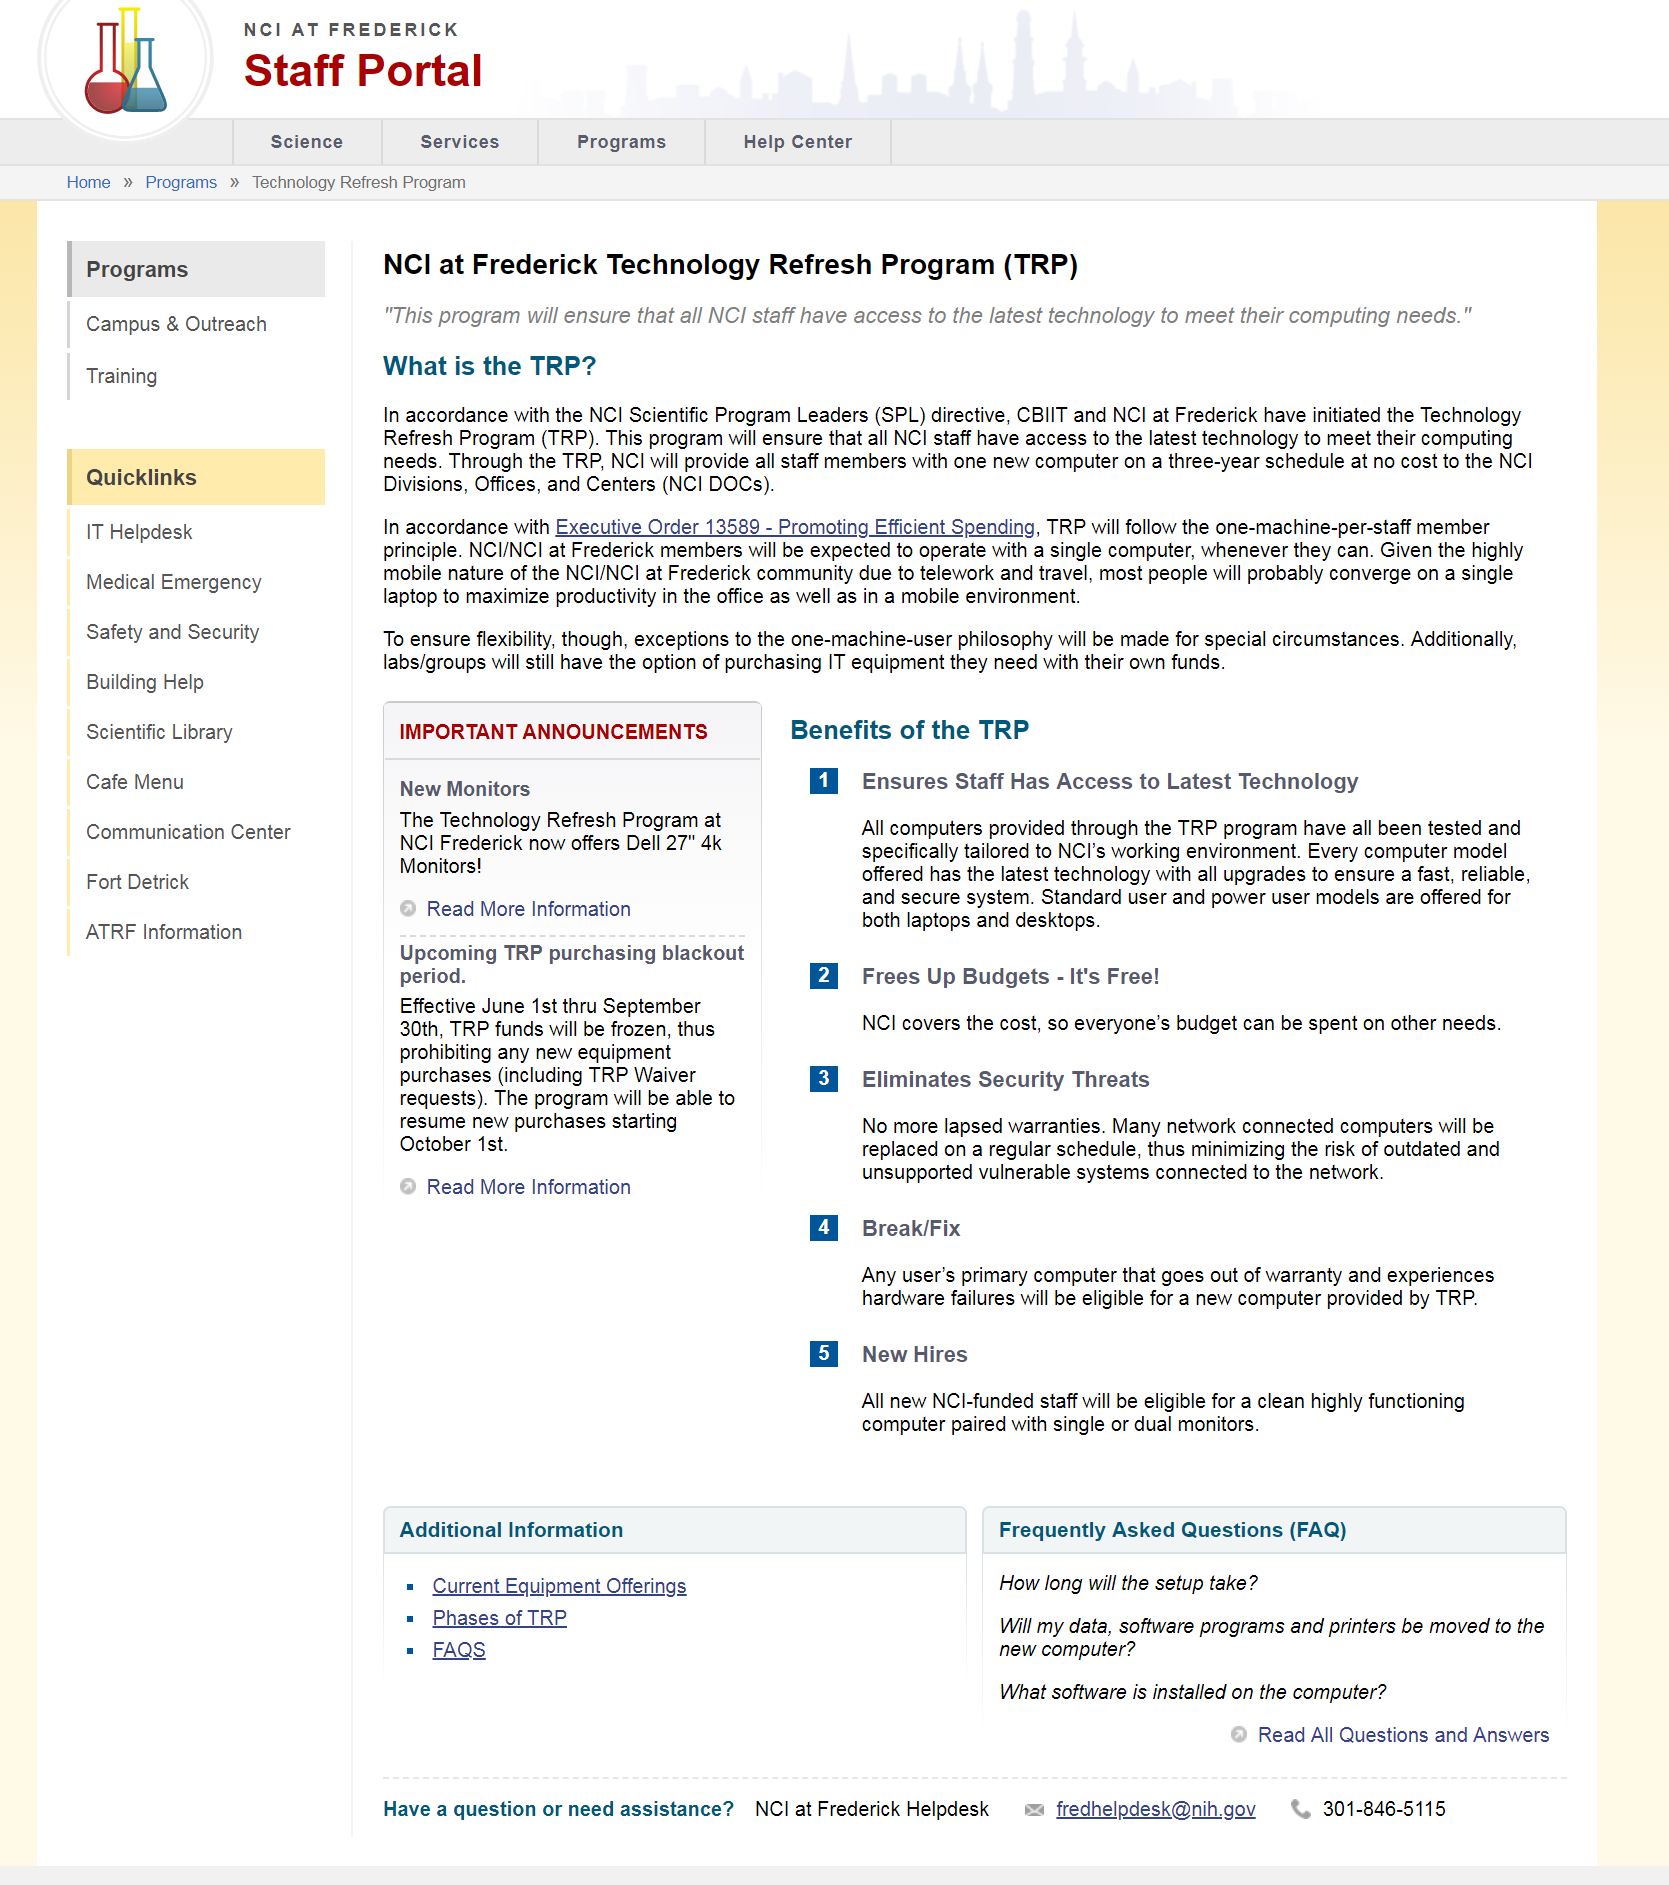 NCI AT FREDERICK
Staff Portal
Science
Services
Programs
Help Center
Home » Programs » Technology Refresh Program
Programs
Campus & Outreach
Training
Quicklinks
IT Helpdesk
Medical Emergency
Safety and Security
Building Help
Scientific Library
Cafe Menu
Communication Center
Fort Detrick
ATRF Information
NCI at Frederick Technology Refresh Program (TRP)
"This program will ensure that all NCI staff have access to the latest technology to meet their computing needs."
What is the TRP?
In accordance with the NCI Scientific Program Leaders (SPL) directive, CBIIT and NCI at Frederick have initiated the Technology
Refresh Program (TRP). This program will ensure that all NCI staff have access to the latest technology to meet their computing
needs. Through the TRP, NCI will provide all staff members with one new computer on a three-year schedule at no cost to the NCI
Divisions, Offices, and Centers (NCI DOCs).
In accordance with Executive Order 13589 - Promoting Efficient Spending, TRP will follow the one-machine-per-staff member
principle. NCI/NCI at Frederick members will be expected to operate with a single computer, whenever they can. Given the highly
mobile nature of the NCI/NCI at Frederick community due to telework and travel, most people will probably converge on a single
laptop to maximize productivity in the office as well as in a mobile environment.
To ensure flexibility, though, exceptions to the one-machine-user philosophy will be made for special circumstances. Additionally,
labs/groups will still have the option of purchasing IT equipment they need with their own funds.
IMPORTANT ANNOUNCEMENTS
New Monitors
The Technology Refresh Program at
NCI Frederick now offers Dell 27" 4k
Monitors!
Read More Information
Upcoming TRP purchasing blackout
period.
Effective June 1st thru September
30th, TRP funds will be frozen, thus
prohibiting any new equipment
purchases (including TRP Waiver
requests). The program will be able to
resume new purchases starting
October 1st.
Read More Information
Benefits of the TRP
1 Ensures Staff Has Access to Latest Technology
All computers provided through the TRP program have all been tested and
specifically tailored to NCI’s working environment. Every computer model
offered has the latest technology with all upgrades to ensure a fast, reliable,
and secure system. Standard user and power user models are offered for
both laptops and desktops.
2 Frees Up Budgets - It's Free!
NCI covers the cost, so everyone’s budget can be spent on other needs.
3 Eliminates Security Threats
No more lapsed warranties. Many network connected computers will be
replaced on a regular schedule, thus minimizing the risk of outdated and
unsupported vulnerable systems connected to the network.
4 Break/Fix
Any user’s primary computer that goes out of warranty and experiences
hardware failures will be eligible for a new computer provided by TRP.
5 New Hires
All new NCI-funded staff will be eligible for a clean highly functioning
computer paired with single or dual monitors.
Additional Information
Current Equipment Offerings
Phases of TRP
FAQS
Frequently Asked Questions (FAQ)
How long will the setup take?
Will my data, software programs and printers be moved to the
new computer?
What software is installed on the computer?
Read All Questions and Answers
Have a question or need assistance? NCI at Frederick Helpdesk fredhelpdesk@nih.gov 301-846-5115